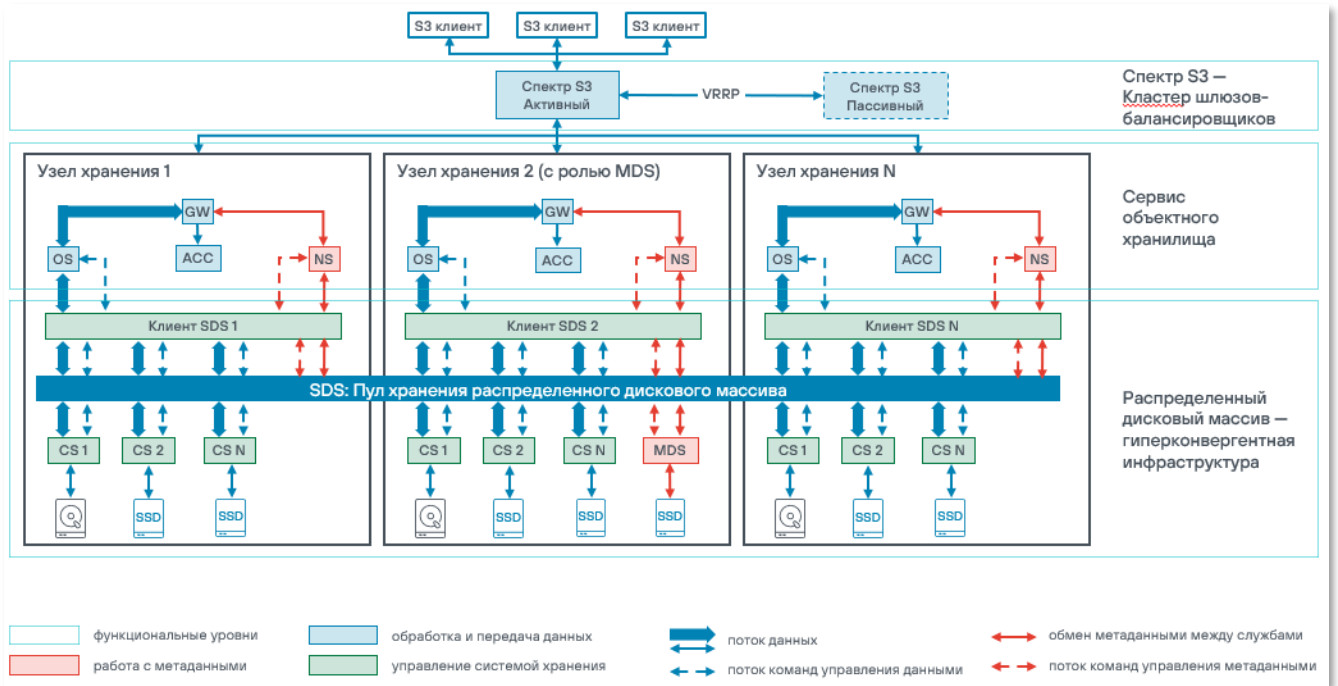 S3 клиент
S3 клиент
S3 клиент
Спектр S3
Активный
VRRP
Спектр S3
Пассивный
Спектр S3 —
Кластер шлюзов-
балансировщиков
Узел хранения 1
Узел хранения 2 (с ролью MDS)
Узел хранения N
GW
GW
GW
Сервис
объектного
хранилища
OS
ACC
NS
OS
ACC
NS
OS
ACC
NS
Клиент SDS 1
Клиент SDS 2
Клиент SDS N
SDS: Пул хранения распределенного дискового массива
Распределенный
дисковый массив —
гиперконвергентная
инфраструктура
CS 1
CS 2
CS N
CS 1
CS 2
CS N
MDS
CS 1
CS 2
CS N
SSD
SSD
SSD
SSD
SSD
SSD
SSD
функциональные уровни
обработка и передача данных
поток данных
обмен метаданными между службами
работа с метаданными
управление системой хранения
поток команд управления данными
поток команд управления метаданными